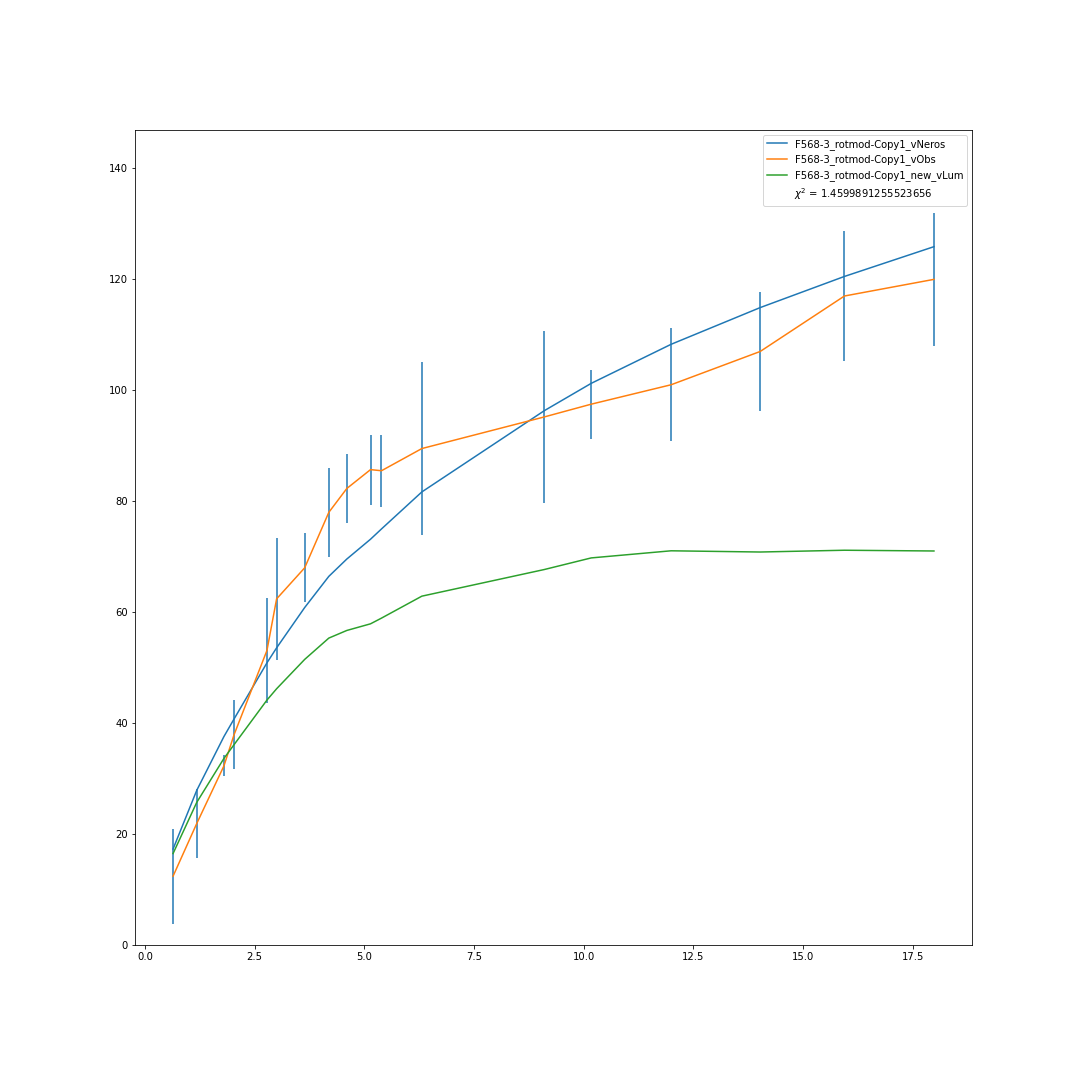 F568-3_rotmod-Copy1_vNeros
F568-3_rotmod-Copy1_vObs
F568-3_rotmod-Copy1_new_vLum
χ² = 1.4599891255523656
140
120
100
80
60
40
20
0
0.0 2.5 5.0 7.5 10.0 12.5 15.0 17.5